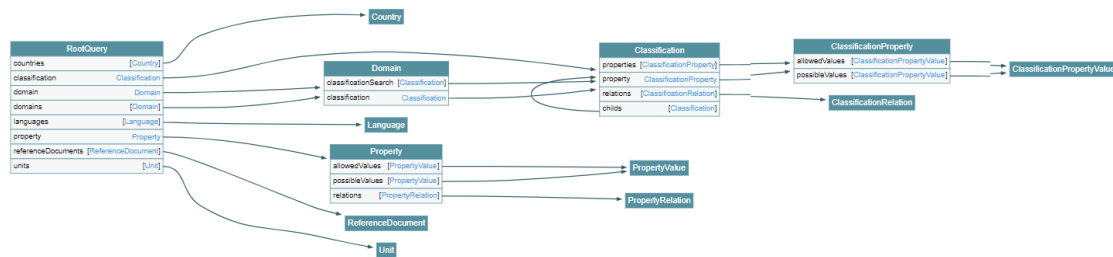 Country
RootQuery
countries [Country]
classification Classification
domain Domain
domains [Domain]
languages [Language]
property Property
referenceDocuments [ReferenceDocument]
units [Unit]
Domain
classificationSearch [Classification]
classification Classification
Language
Property
allowedValues [PropertyValue]
possibleValues [PropertyValue]
relations [PropertyRelation]
ReferenceDocument
Unit
Classification
properties [ClassificationProperty]
property ClassificationProperty
relations [ClassificationRelation]
childs [Classification]
PropertyValue
PropertyRelation
ClassificationProperty
allowedValues [ClassificationPropertyValue]
possibleValues [ClassificationPropertyValue]
ClassificationRelation
ClassificationPropertyValue